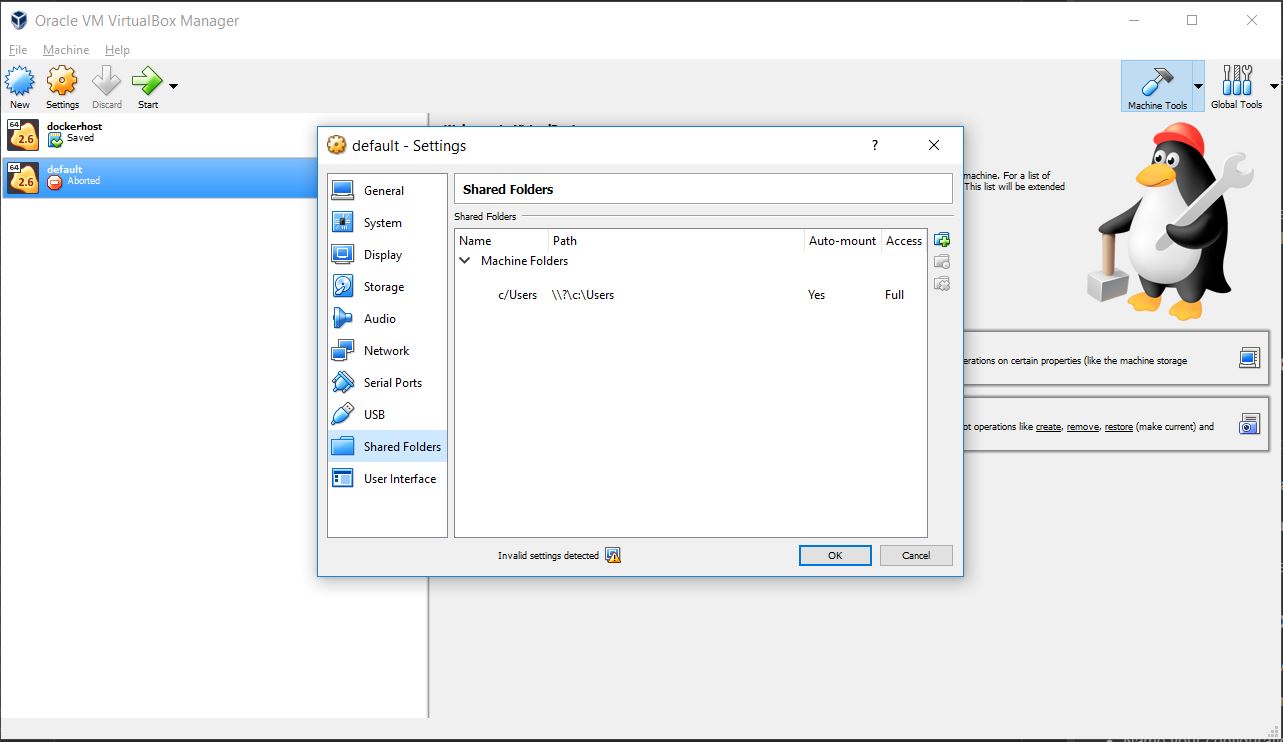 Oracle VM VirtualBox Manager
File Machine Help
New Settings Discard Start
Machine Tools Global Tools
64 2.6 dockerhost
Saved
64 2.6 default
Aborted
default - Settings ?
General
System
Display
Storage
Audio
Network
Serial Ports
USB
Shared Folders
User Interface
Shared Folders
Shared Folders
Name Path Auto-mount Access
Machine Folders
c/Users \\?\c:\Users Yes Full
Invalid settings detected
OK Cancel
machine. For a list of
This list will be extended
on certain properties (like the machine storage
operations like create, remove, restore (make current) and